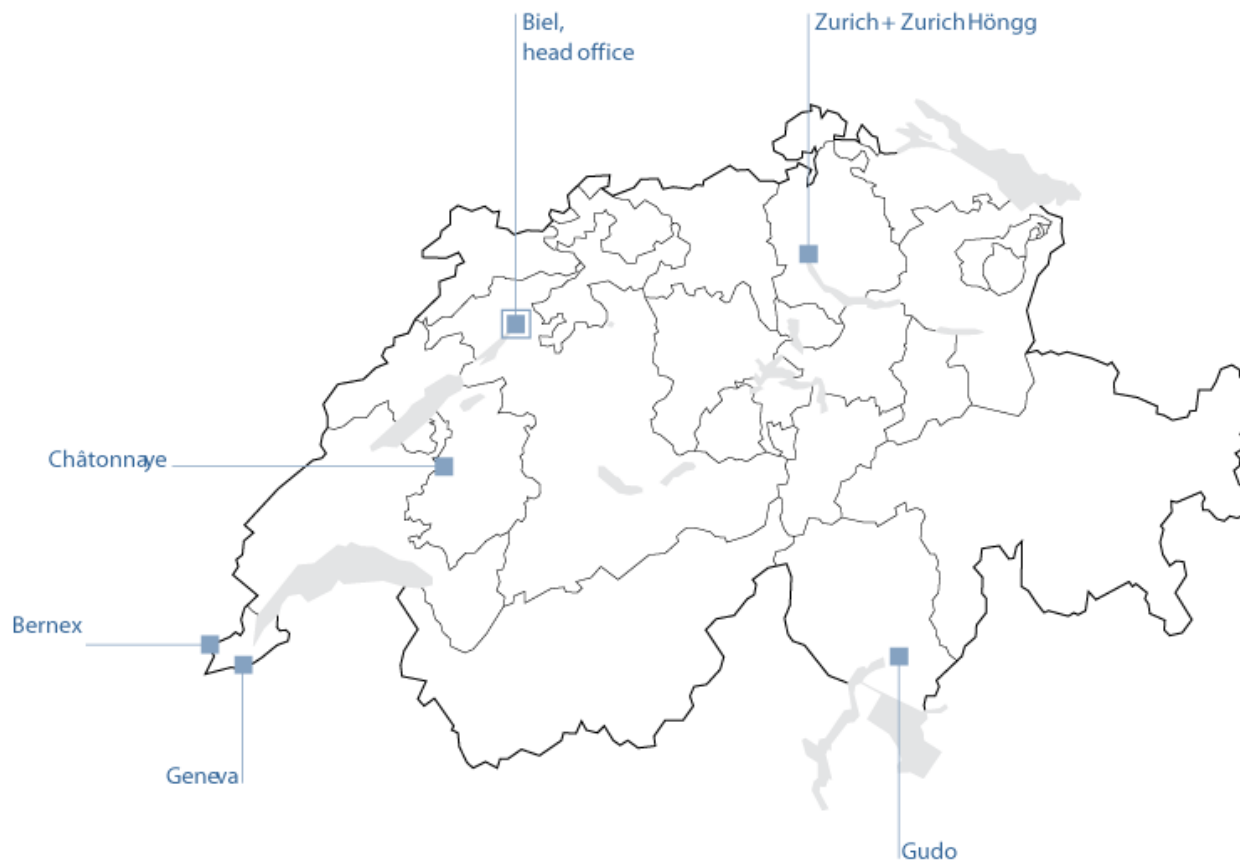 Biel,
head office
Zurich + Zurich Höngg
Châtonnaye
Bernex
Geneva
Gudo